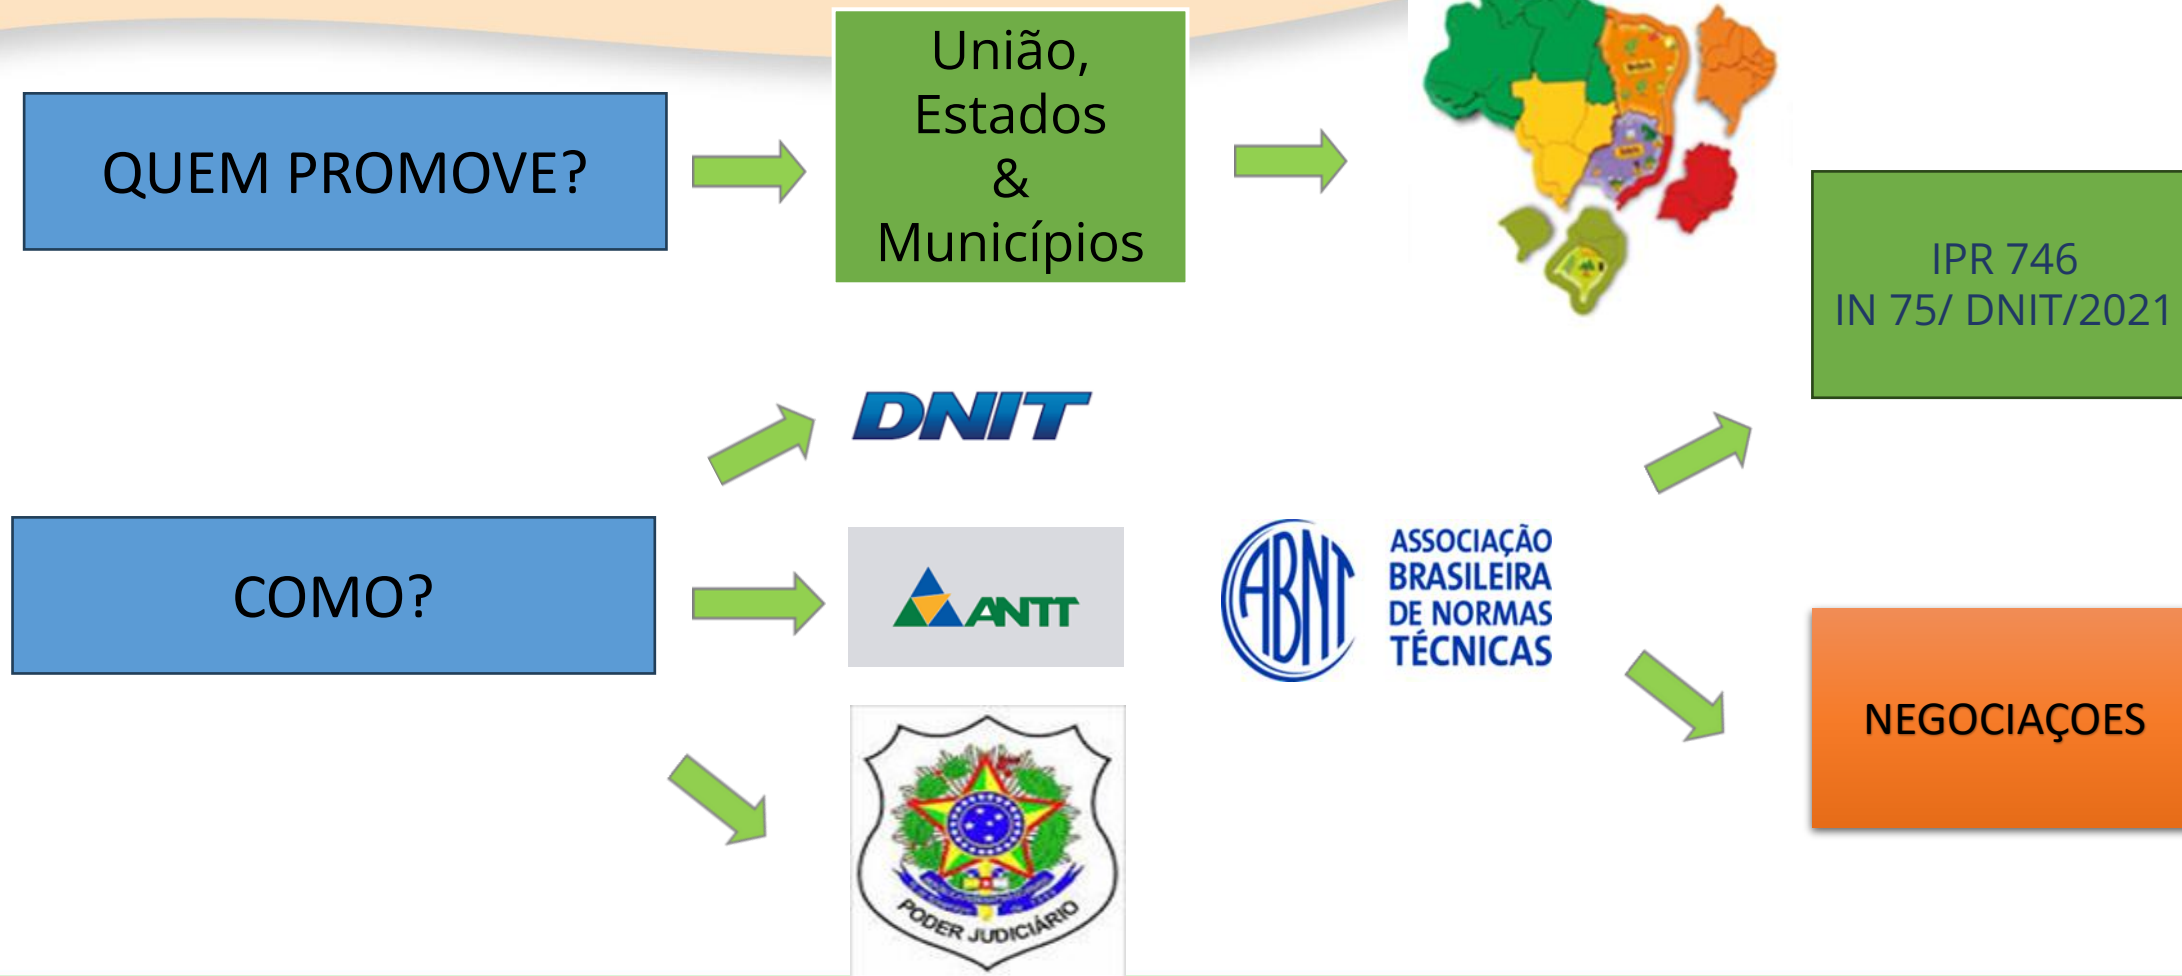 QUEM PROMOVE?
União,
Estados
&
Municípios
IPR 746
IN 75/ DNIT/2021
DNIT
COMO?
ANTT
ABNT
ASSOCIAÇÃO
BRASILEIRA
DE NORMAS
TÉCNICAS
NEGOCIAÇOES
PODER JUDICIÁRIO